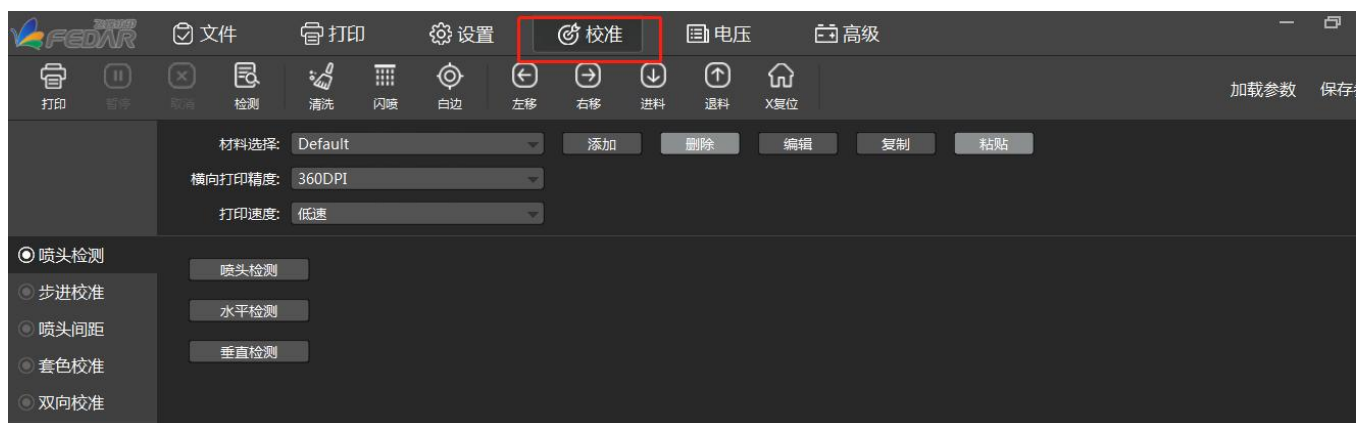 FEDAR 文件 打印 设置 校准 电压 高级
打印 暂停 取消 检测 清洗 闪喷 白边 左移 右移 进料 退料 X复位 加载参数 保存
材料选择: Default 添加 删除 编辑 复制 粘贴
横向打印精度: 360DPI
打印速度: 低速
喷头检测 喷头检测
步进校准
水平检测
喷头间距
垂直检测
套色校准
双向校准